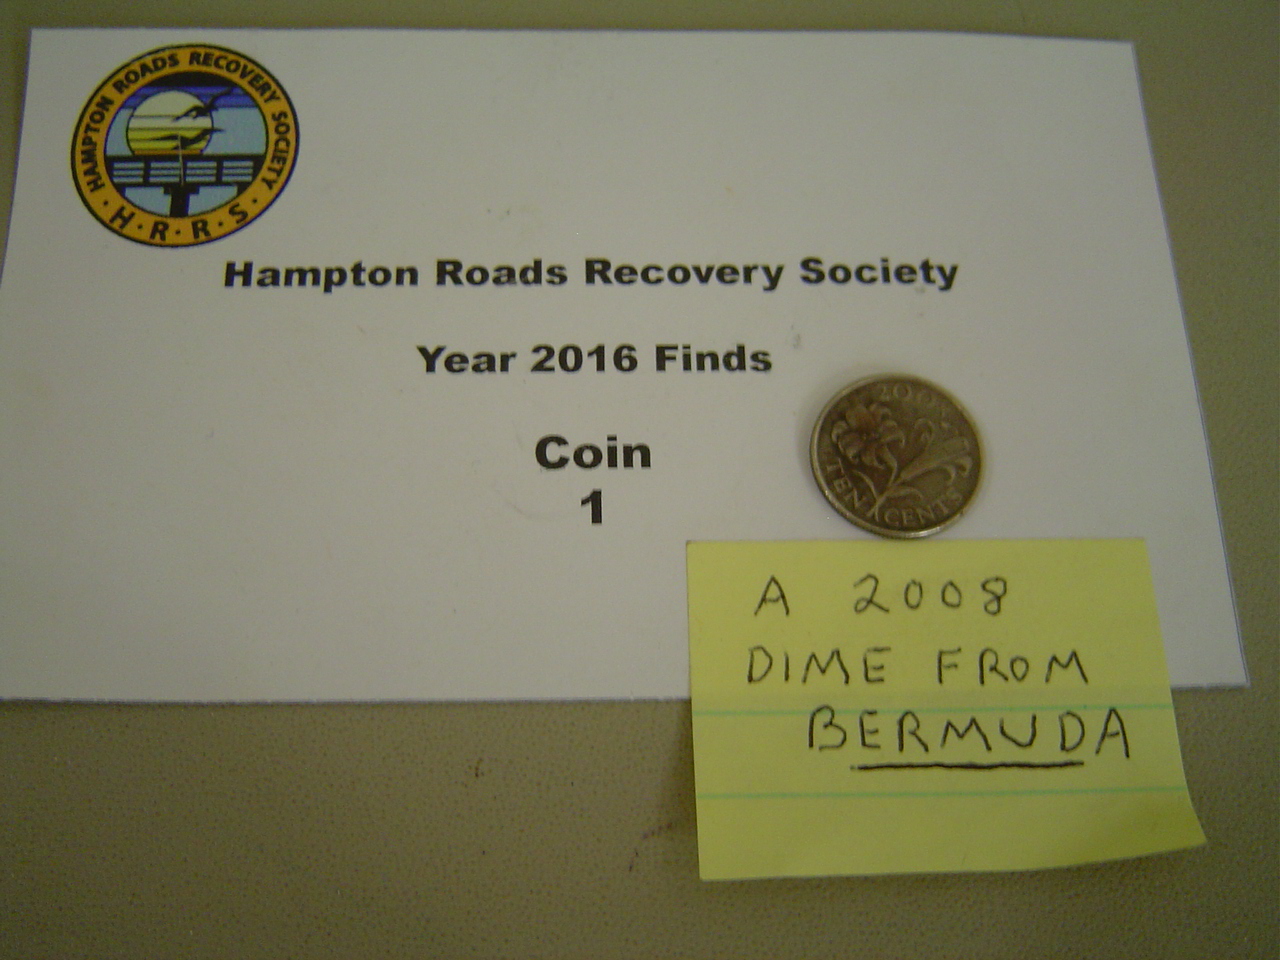 HAMPTON ROADS RECOVERY SOCIETY
· H · R · R · S ·
Hampton Roads Recovery Society
Year 2016 Finds
Coin
1
TEN CENTS
A 2008
DIME FROM
BERMUDA